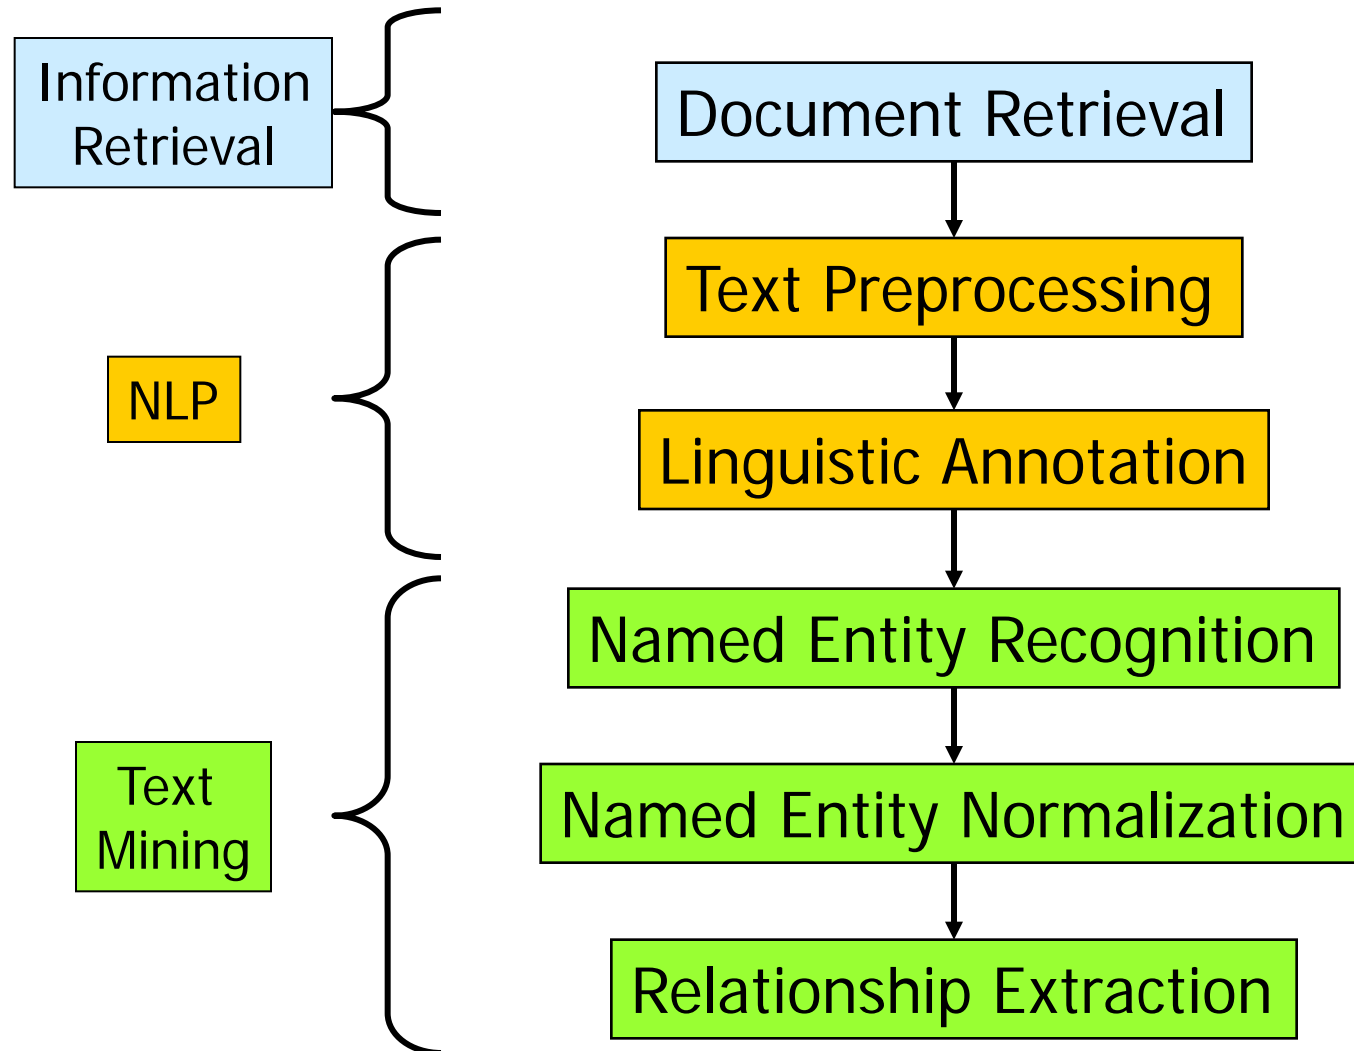 Information
Retrieval
Document Retrieval
Text Preprocessing
NLP
Linguistic Annotation
Named Entity Recognition
Text
Mining
Named Entity Normalization
Relationship Extraction